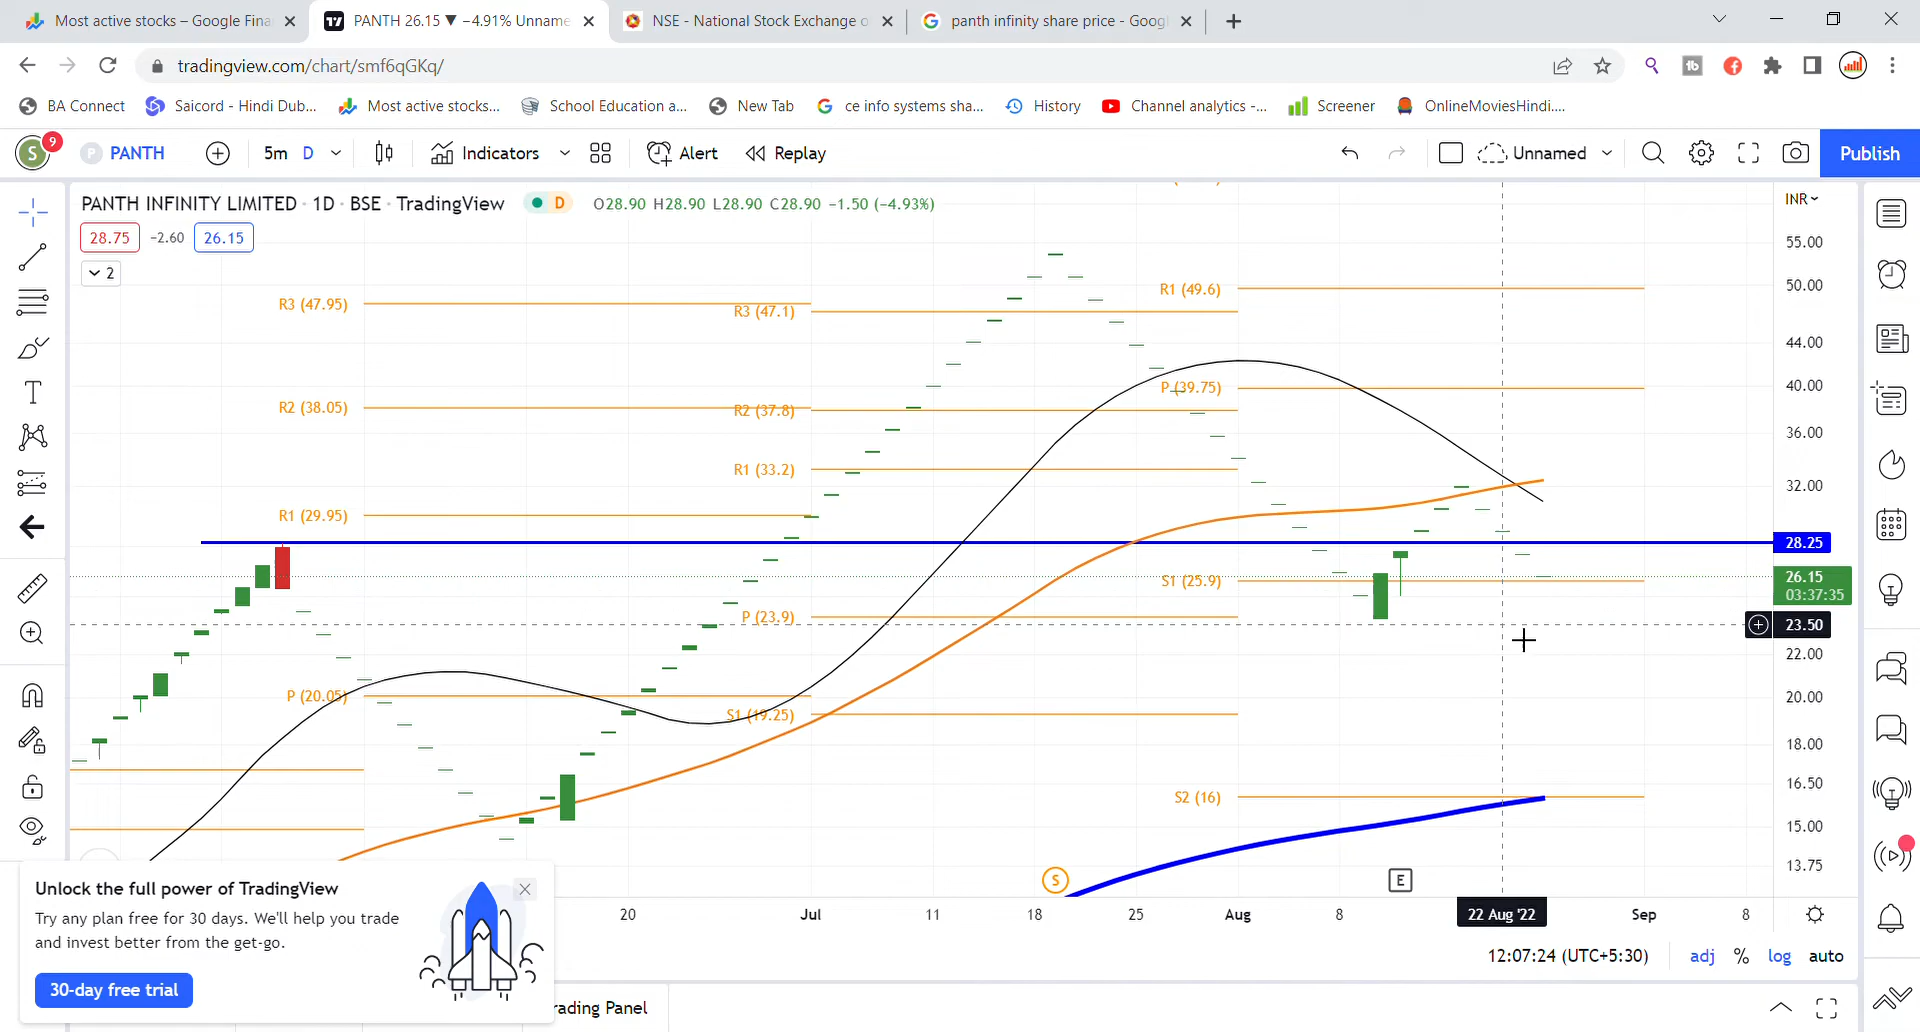 Most active stocks – Google Fina
PANTH 26.15 ▼ −4.91% Unname
NSE - National Stock Exchange o
panth infinity share price - Goog
tradingview.com/chart/smf6qGKq/
BA Connect
Saicord - Hindi Dub...
Most active stocks...
School Education a...
New Tab
ce info systems sha...
History
Channel analytics -...
Screener
OnlineMoviesHindi....
S 9
P PANTH
5m D
Indicators
Alert
Replay
Unnamed
Publish
PANTH INFINITY LIMITED · 1D · BSE · TradingView
D
O28.90 H28.90 L28.90 C28.90 −1.50 (−4.93%)
INR
28.75 −2.60 26.15
2
55.00
50.00
44.00
40.00
36.00
32.00
28.25
26.15
03:37:35
23.50
22.00
20.00
18.00
16.50
15.00
13.75
R3 (47.95)
R2 (38.05)
R1 (29.95)
P (20.05)
R3 (47.1)
R2 (37.8)
R1 (33.2)
P (23.9)
S1 (19.25)
R1 (49.6)
P (39.75)
S1 (25.9)
S2 (16)
S
E
20
Jul
11
18
25
Aug
8
22 Aug '22
Sep
8
12:07:24 (UTC+5:30)
adj
%
log
auto
Unlock the full power of TradingView
Try any plan free for 30 days. We'll help you trade
and invest better from the get-go.
30-day free trial
rading Panel